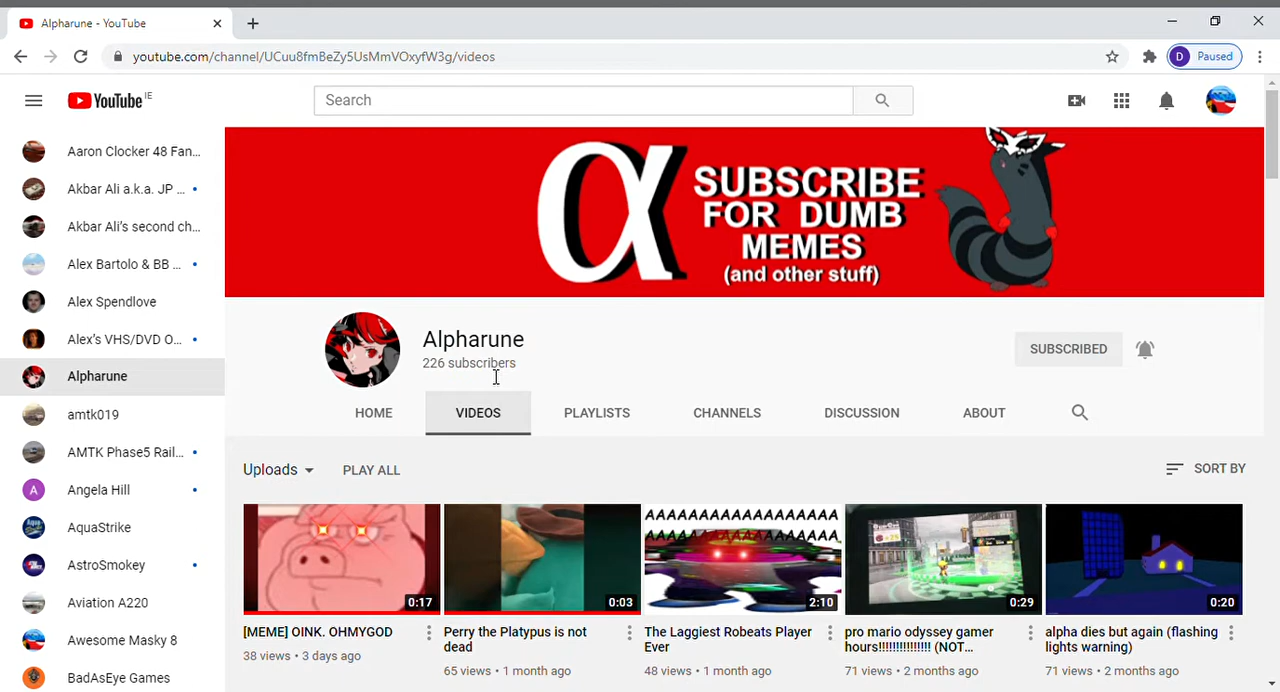 Alpharune - YouTube
youtube.com/channel/UCuu8fmBeZy5UsMmVOxyfW3g/videos
D Paused
YouTube IE
Search
Aaron Clocker 48 Fan...
Akbar Ali a.k.a. JP ...
Akbar Ali's second ch...
Alex Bartolo & BB ...
Alex Spendlove
Alex's VHS/DVD O...
Alpharune
amtk019
AMTK Phase5 Rail...
A Angela Hill
AquaStrike
AstroSmokey
Aviation A220
Awesome Masky 8
BadAsEye Games
α SUBSCRIBE
FOR DUMB
MEMES
(and other stuff)
Alpharune
226 subscribers
SUBSCRIBED
HOME VIDEOS PLAYLISTS CHANNELS DISCUSSION ABOUT
Uploads PLAY ALL SORT BY
0:17
[MEME] OINK. OHMYGOD
38 views • 3 days ago
0:03
Perry the Platypus is not
dead
65 views • 1 month ago
AAAAAAAAAAAAAAA
AAAAAAAAAAAAAAA
2:10
The Laggiest Robeats Player
Ever
48 views • 1 month ago
0:29
pro mario odyssey gamer
hours!!!!!!!!!!!!!!! (NOT...
71 views • 2 months ago
0:20
alpha dies but again (flashing
lights warning)
71 views • 2 months ago